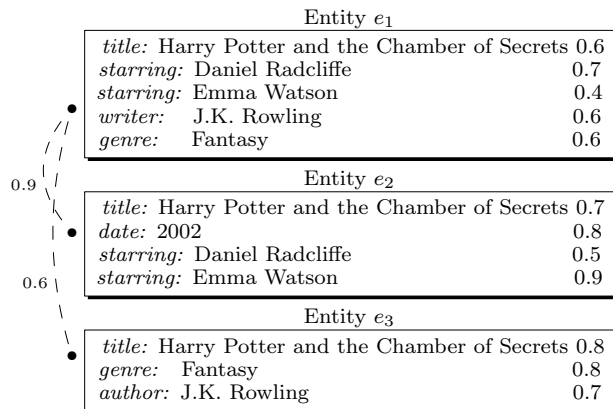 Entity e₁
title: Harry Potter and the Chamber of Secrets 0.6
starring: Daniel Radcliffe 0.7
starring: Emma Watson 0.4
writer: J.K. Rowling 0.6
genre: Fantasy 0.6
0.9
Entity e₂
title: Harry Potter and the Chamber of Secrets 0.7
date: 2002 0.8
starring: Daniel Radcliffe 0.5
starring: Emma Watson 0.9
0.6
Entity e₃
title: Harry Potter and the Chamber of Secrets 0.8
genre: Fantasy 0.8
author: J.K. Rowling 0.7